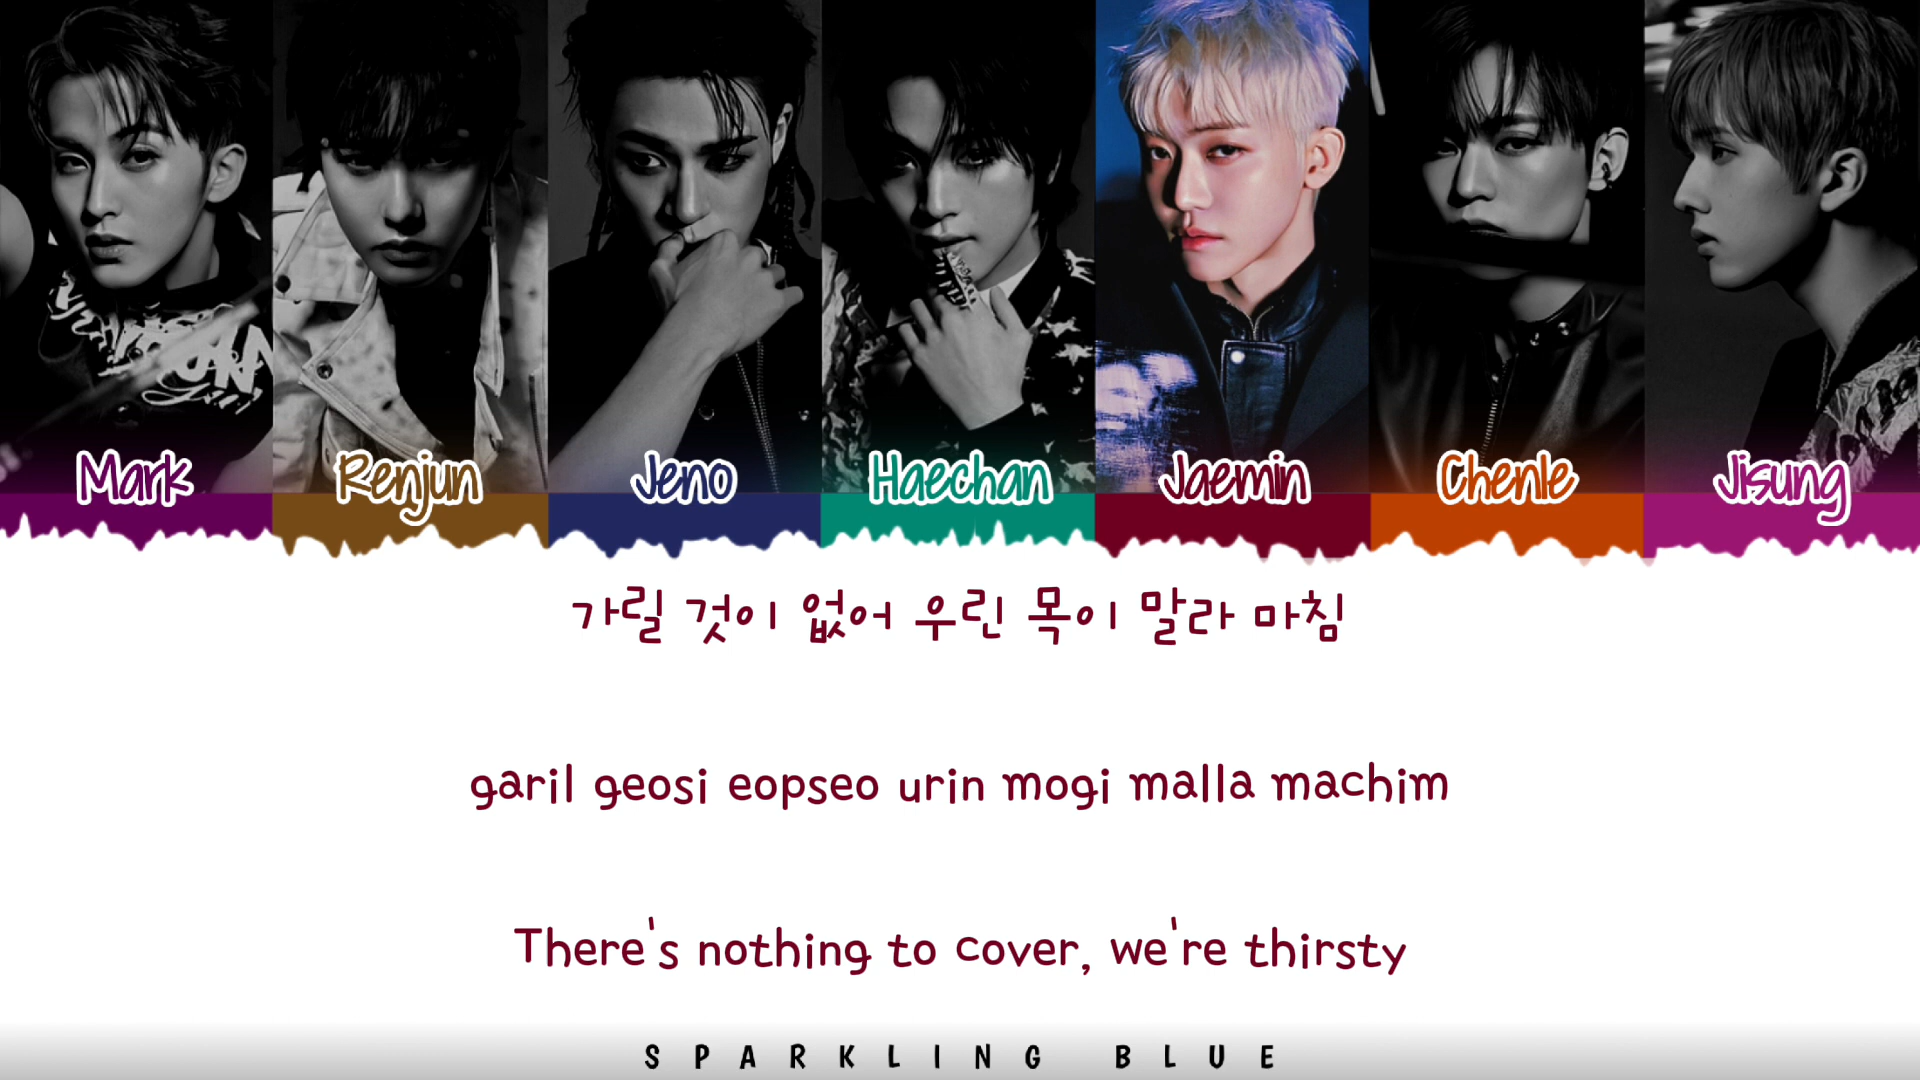 Mark Renjun Jeno Haechan Jaemin Chenle Jisung
가릴 것이 없어 우린 목이 말라 마침
garil geosi eopseo urin mogi malla machim
There's nothing to cover, we're thirsty
SPARKLING BLUE